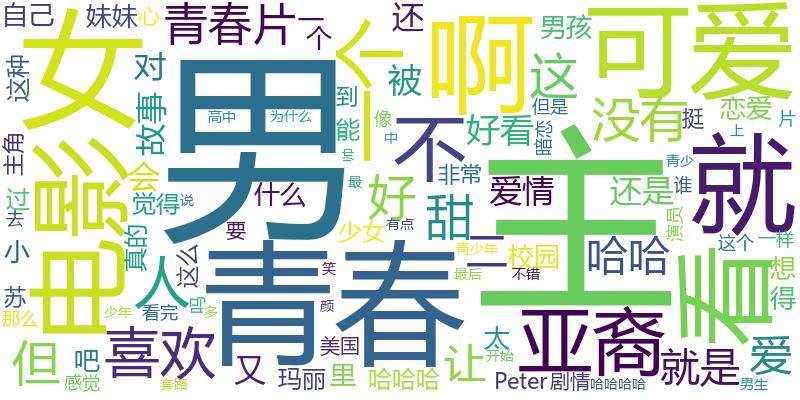 自己
妹妹
心
青春片
一个
还
男孩
可爱
这种
女
对
男
个
啊
这
被
到
能
高中
为什么
像
中
但是
恋爱
挺
片
上
没有
故事
主角
电影
不
好看
主
就
过
会
觉得
说
最
什么
好
非常
爱情
还是
青少
谁
甜
演员
这个
一样
去
真的
小
这么
要
少女
有点
二
校园
哈哈
看
想
得
人
青春
青少年
苏
吗
笑
最后
不错
那么
少年
看完
多
颜
亚裔
但
吧
喜欢
又
美国
太
让
就是
爱
感觉
套路
玛丽
里
哈哈哈
开始
Peter
剧情
哈哈哈哈
男生